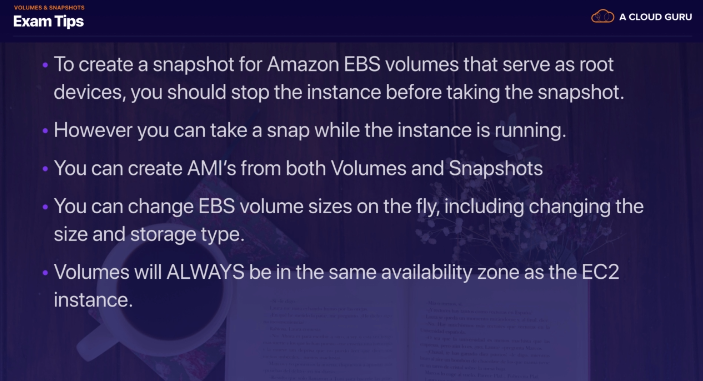 VOLUMES & SNAPSHOTS
Exam Tips
A CLOUD GURU
• To create a snapshot for Amazon EBS volumes that serve as root
devices, you should stop the instance before taking the snapshot.
• However you can take a snap while the instance is running.
• You can create AMI's from both Volumes and Snapshots
• You can change EBS volume sizes on the fly, including changing the
size and storage type.
• Volumes will ALWAYS be in the same availability zone as the EC2
instance.